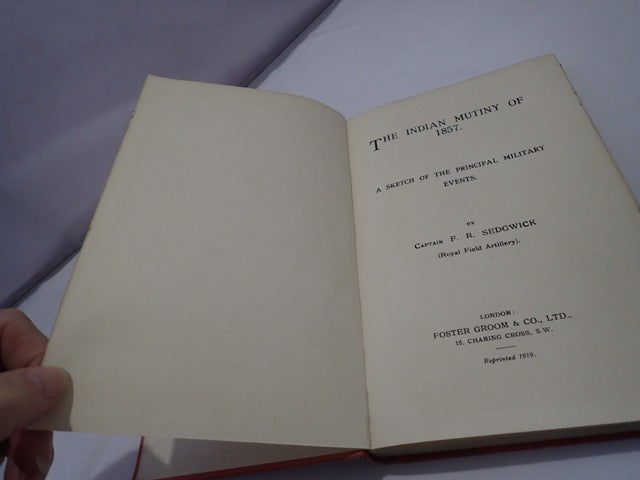 THE INDIAN MUTINY OF
1857.
A SKETCH OF THE PRINCIPAL MILITARY
EVENTS.
BY
CAPTAIN F. R. SEDGWICK
(Royal Field Artillery).
LONDON:
FOSTER GROOM & CO., LTD.,
15, CHARING CROSS, S.W.
Reprinted 1919.